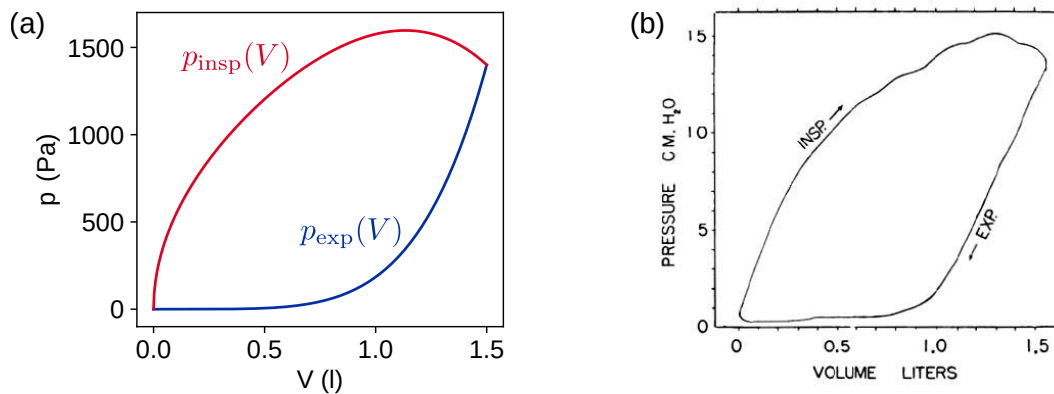 (a)
p_insp(V)
p_exp(V)
p (Pa)
1500
1000
500
0
0.0 0.5 1.0 1.5
V (l)
(b)
PRESSURE C M. H₂O
15
10
5
0
INSP.
EXP.
0 0.5 1.0 1.5
VOLUME LITERS